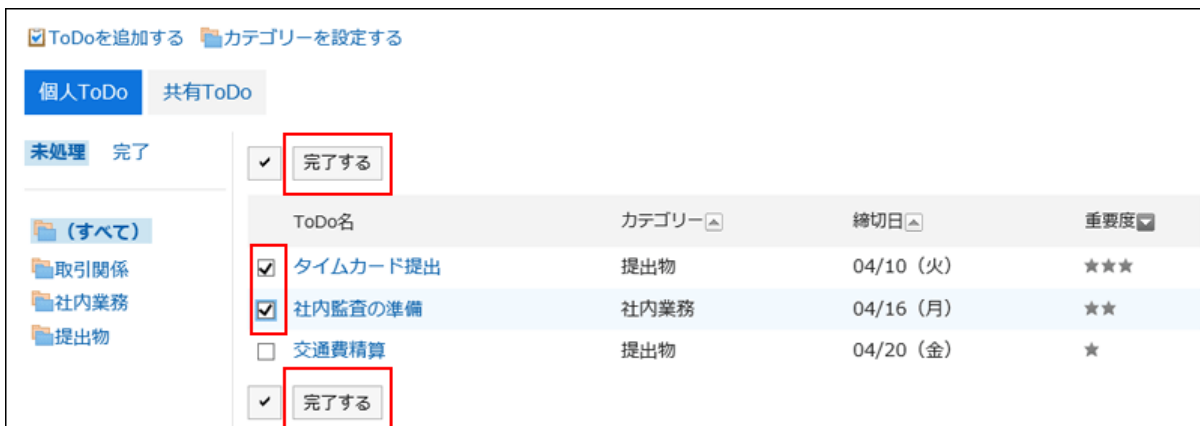 ToDoを追加する カテゴリーを設定する
個人ToDo 共有ToDo
未処理 完了
完了する
(すべて)
取引関係
社内業務
提出物
ToDo名 カテゴリー 締切日 重要度
タイムカード提出 提出物 04/10（火） ★★★
社内監査の準備 社内業務 04/16（月） ★★
交通費精算 提出物 04/20（金） ★
完了する